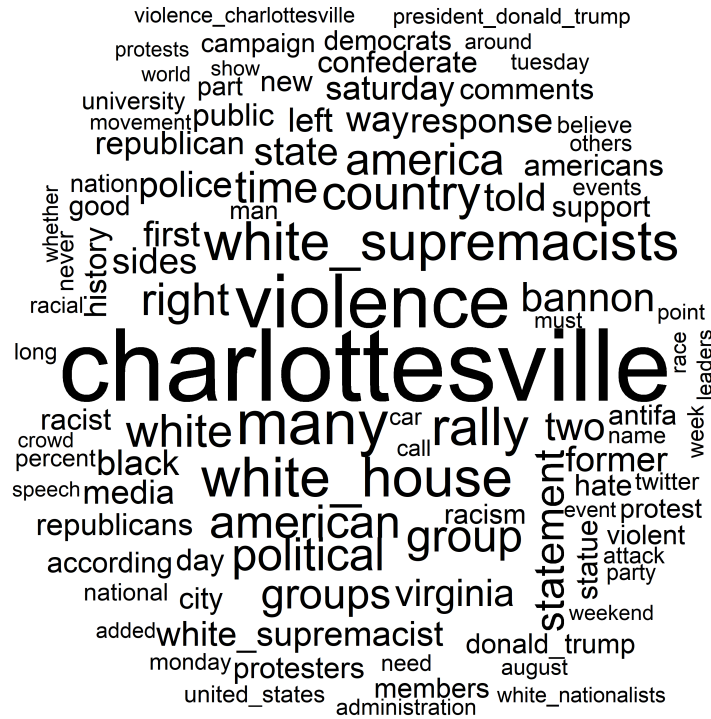 violence_charlottesville president_donald_trump
protests campaign democrats around
world show confederate tuesday
part new saturday comments
university
movement public left way response believe
republican state america others
americans
nation police time country told events
good man support
whether never history first white_supremacists
sides
racial right violence bannon point
must
long charlottesville race leaders
racist white many car rally two antifa week
crowd call name
percent black white_house former
speech media statement hate twitter
republicans american racism event protest
group statue violent
according day political attack
party
national city groups virginia
weekend
added white_supremacist donald_trump
monday protesters need august
united_states members white_nationalists
administration